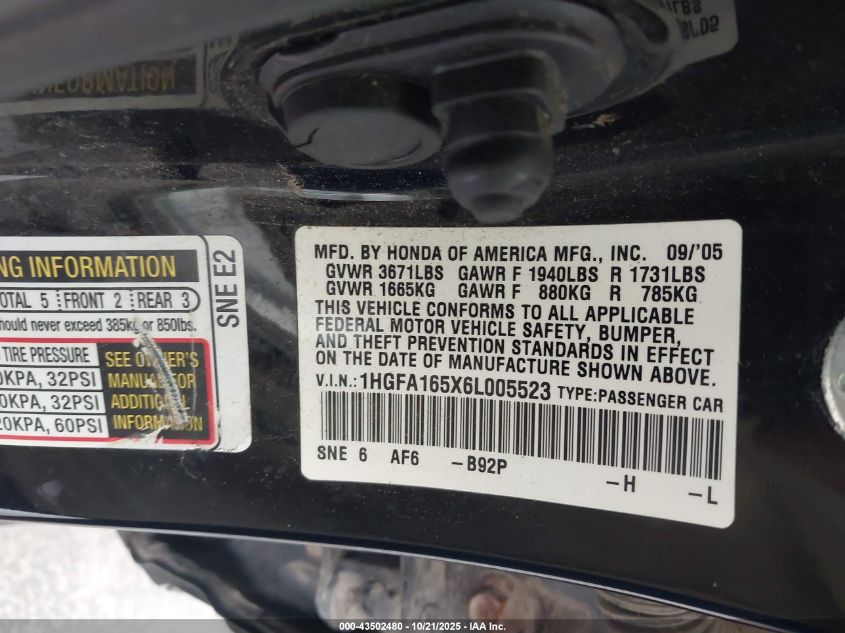 NG INFORMATION
TOTAL 5 FRONT 2 REAR 3
should never exceed 385kg or 850lbs.
TIRE PRESSURE
0KPA, 32PSI
0KPA, 32PSI
20KPA, 60PSI
SEE OWNER'S
MANUAL FOR
ADDITIONAL
INFORMATION
SNE E2
MFD. BY HONDA OF AMERICA MFG., INC. 09/'05
GVWR 3671LBS GAWR F 1940LBS R 1731LBS
GVWR 1665KG GAWR F 880KG R 785KG
THIS VEHICLE CONFORMS TO ALL APPLICABLE
FEDERAL MOTOR VEHICLE SAFETY, BUMPER,
AND THEFT PREVENTION STANDARDS IN EFFECT
ON THE DATE OF MANUFACTURE SHOWN ABOVE.
V.I.N.:1HGFA165X6L005523 TYPE:PASSENGER CAR
SNE 6 AF6 -B92P
-H -L
000-43502480 - 10/21/2025 - IAA Inc.